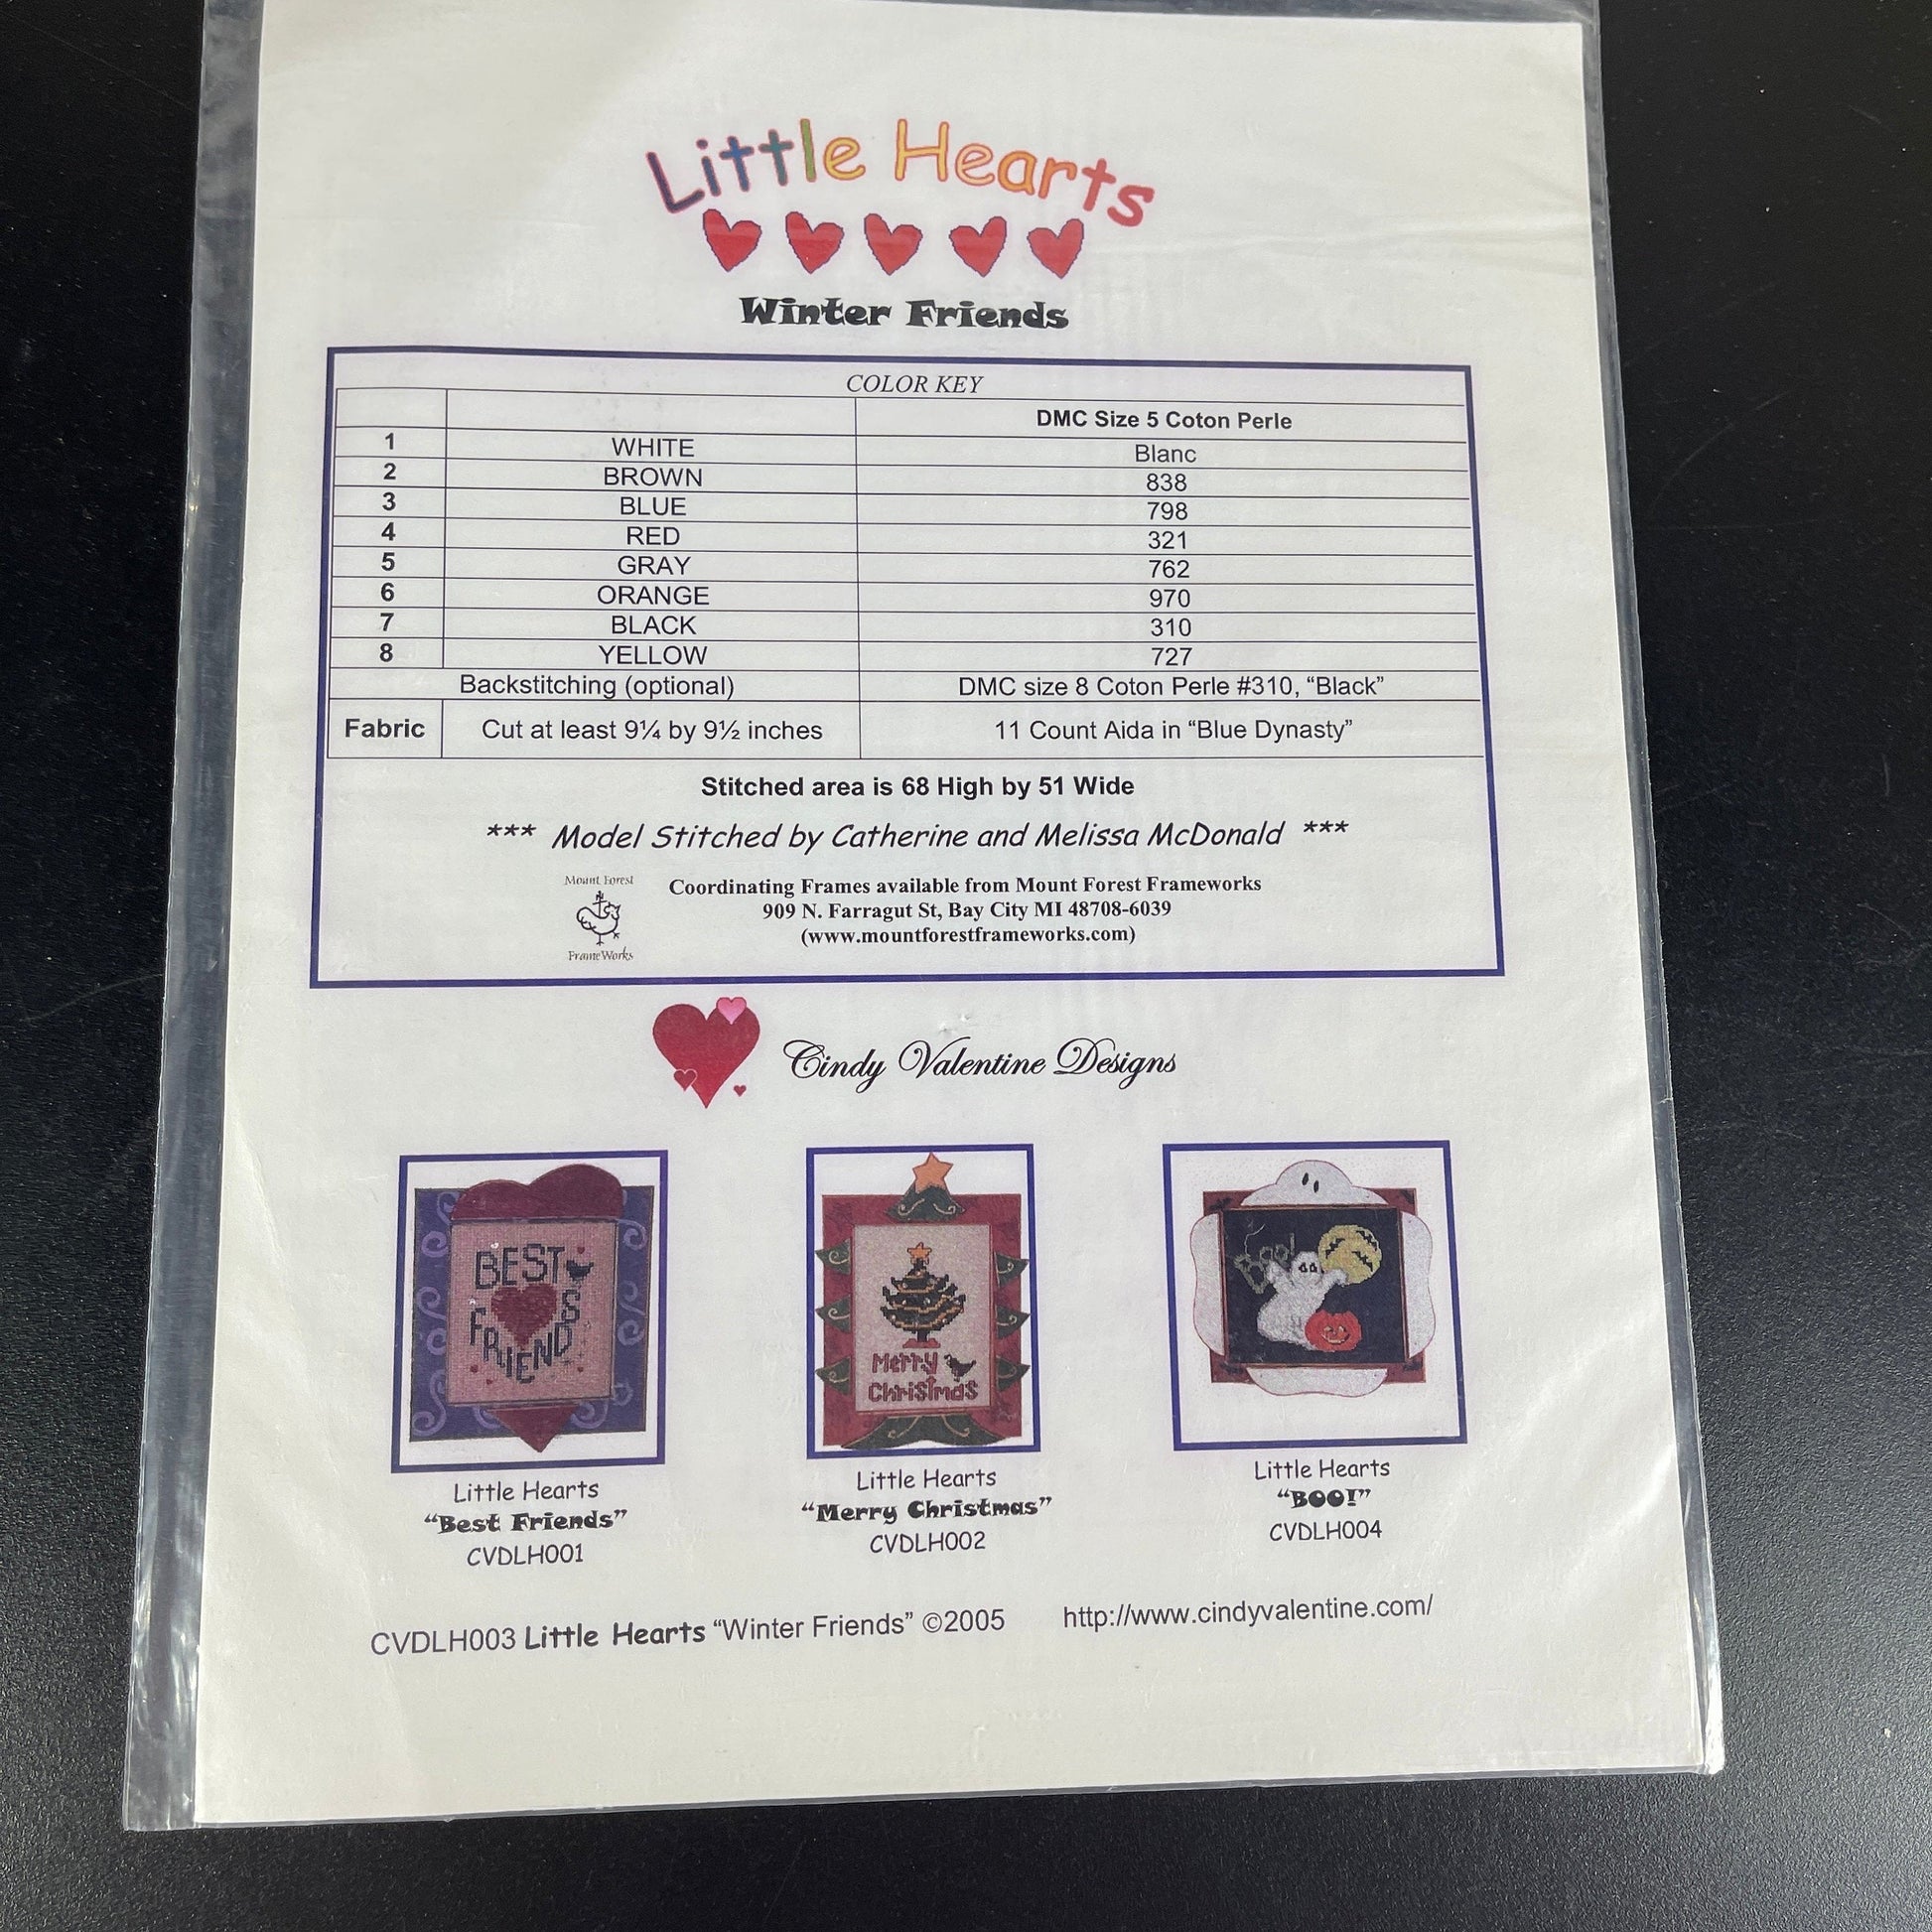 Little Hearts
Winter Friends
COLOR KEY
DMC Size 5 Coton Perle
1 WHITE Blanc
2 BROWN 838
3 BLUE 798
4 RED 321
5 GRAY 762
6 ORANGE 970
7 BLACK 310
8 YELLOW 727
Backstitching (optional) DMC size 8 Coton Perle #310, “Black”
Fabric Cut at least 9¼ by 9½ inches 11 Count Aida in “Blue Dynasty”
Stitched area is 68 High by 51 Wide
*** Model Stitched by Catherine and Melissa McDonald ***
Mount Forest
FrameWorks
Coordinating Frames available from Mount Forest Frameworks
909 N. Farragut St, Bay City MI 48708-6039
(www.mountforestframeworks.com)
Cindy Valentine Designs
BEST
FRIENDS
Merry
Christmas
Boo!
Little Hearts
“Best Friends”
CVDLH001
Little Hearts
“Merry Christmas”
CVDLH002
Little Hearts
“BOO!”
CVDLH004
CVDLH003 Little Hearts “Winter Friends” ©2005 http://www.cindyvalentine.com/